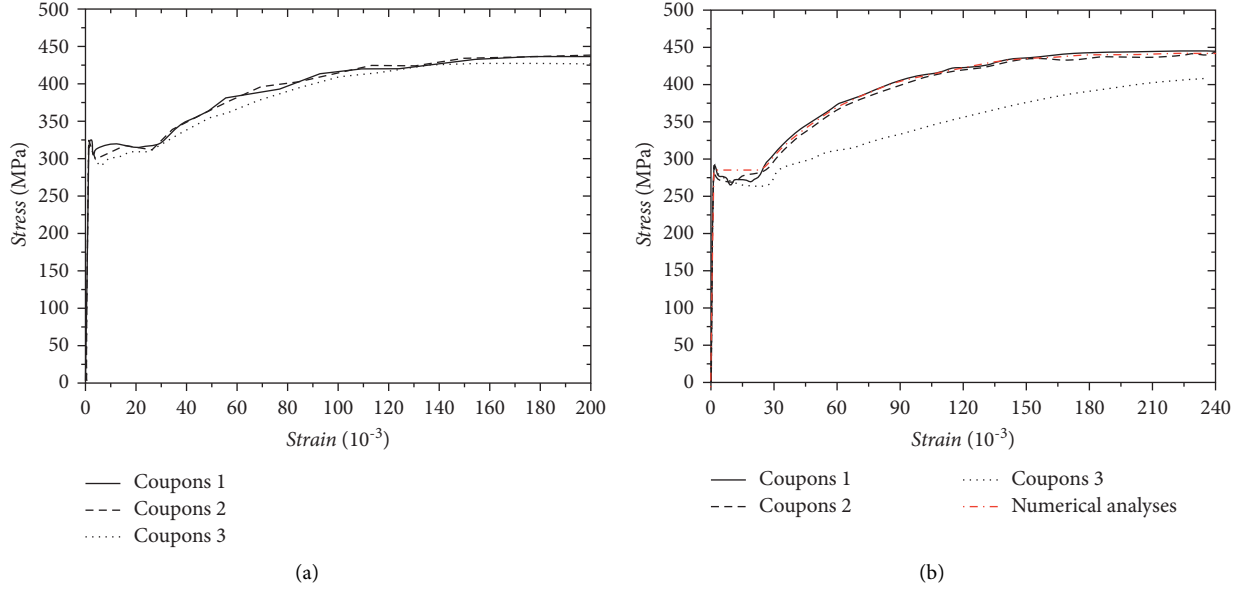 500
450
400
350
300
250
200
150
100
50
0
Stress (MPa)
0 20 40 60 80 100 120 140 160 180 200
Strain (10-3)
Coupons 1
Coupons 2
Coupons 3
(a)
500
450
400
350
300
250
200
150
100
50
0
Stress (MPa)
0 30 60 90 120 150 180 210 240
Strain (10-3)
Coupons 1
Coupons 2
Coupons 3
Numerical analyses
(b)